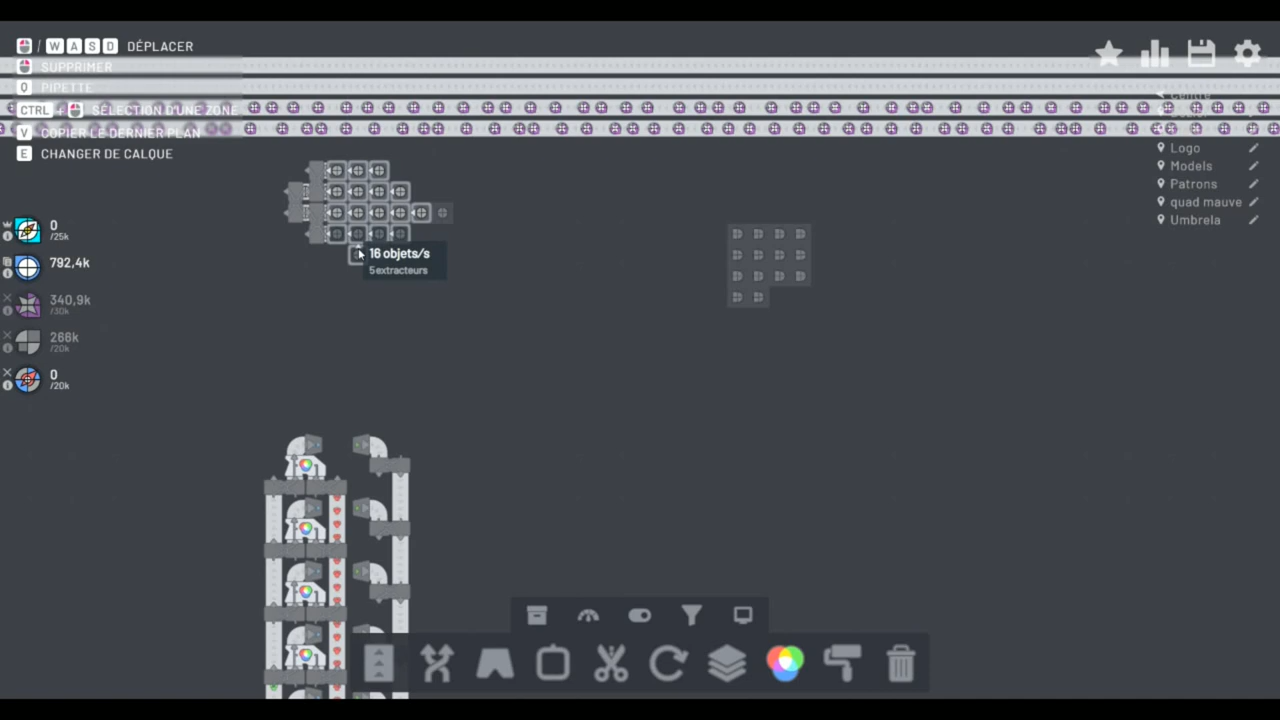 / W A S D DÉPLACER
SUPPRIMER
Q PIPETTE
CTRL + SÉLECTION D'UNE ZONE
V COPIER LE DERNIER PLAN
E CHANGER DE CALQUE
Centre
Logo
Models
Patrons
quad mauve
Umbrela
0
/25k
792,4k
340,9k
/30k
266k
/20k
0
/20k
16 objets/s
5 extracteurs